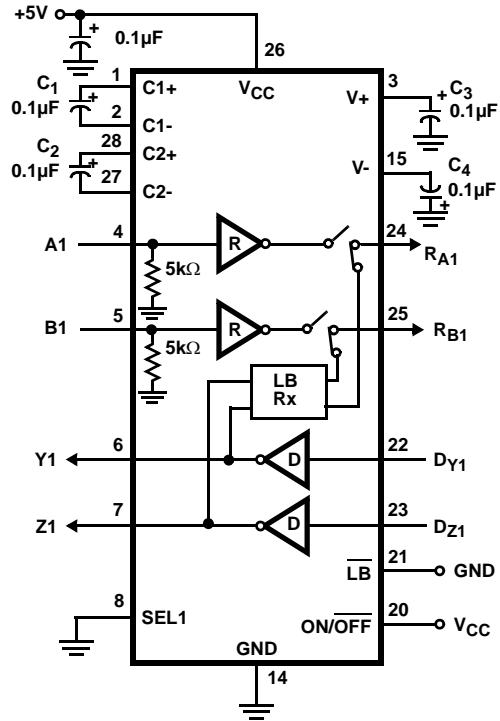 +5V
+
0.1µF
26
1
C1
+
0.1µF
C1+
VCC
3
V+
+
C3
0.1µF
2
C1-
28
C2
+
0.1µF
C2+
27
C2-
15
V-
C4
0.1µF
+
A1
4
R
24
RA1
5kΩ
B1
5
R
25
RB1
5kΩ
LB
Rx
Y1
6
D
22
DY1
Z1
7
D
23
DZ1
21
L̅B̅
GND
8
SEL1
20
ON/O̅F̅F̅
VCC
GND
14